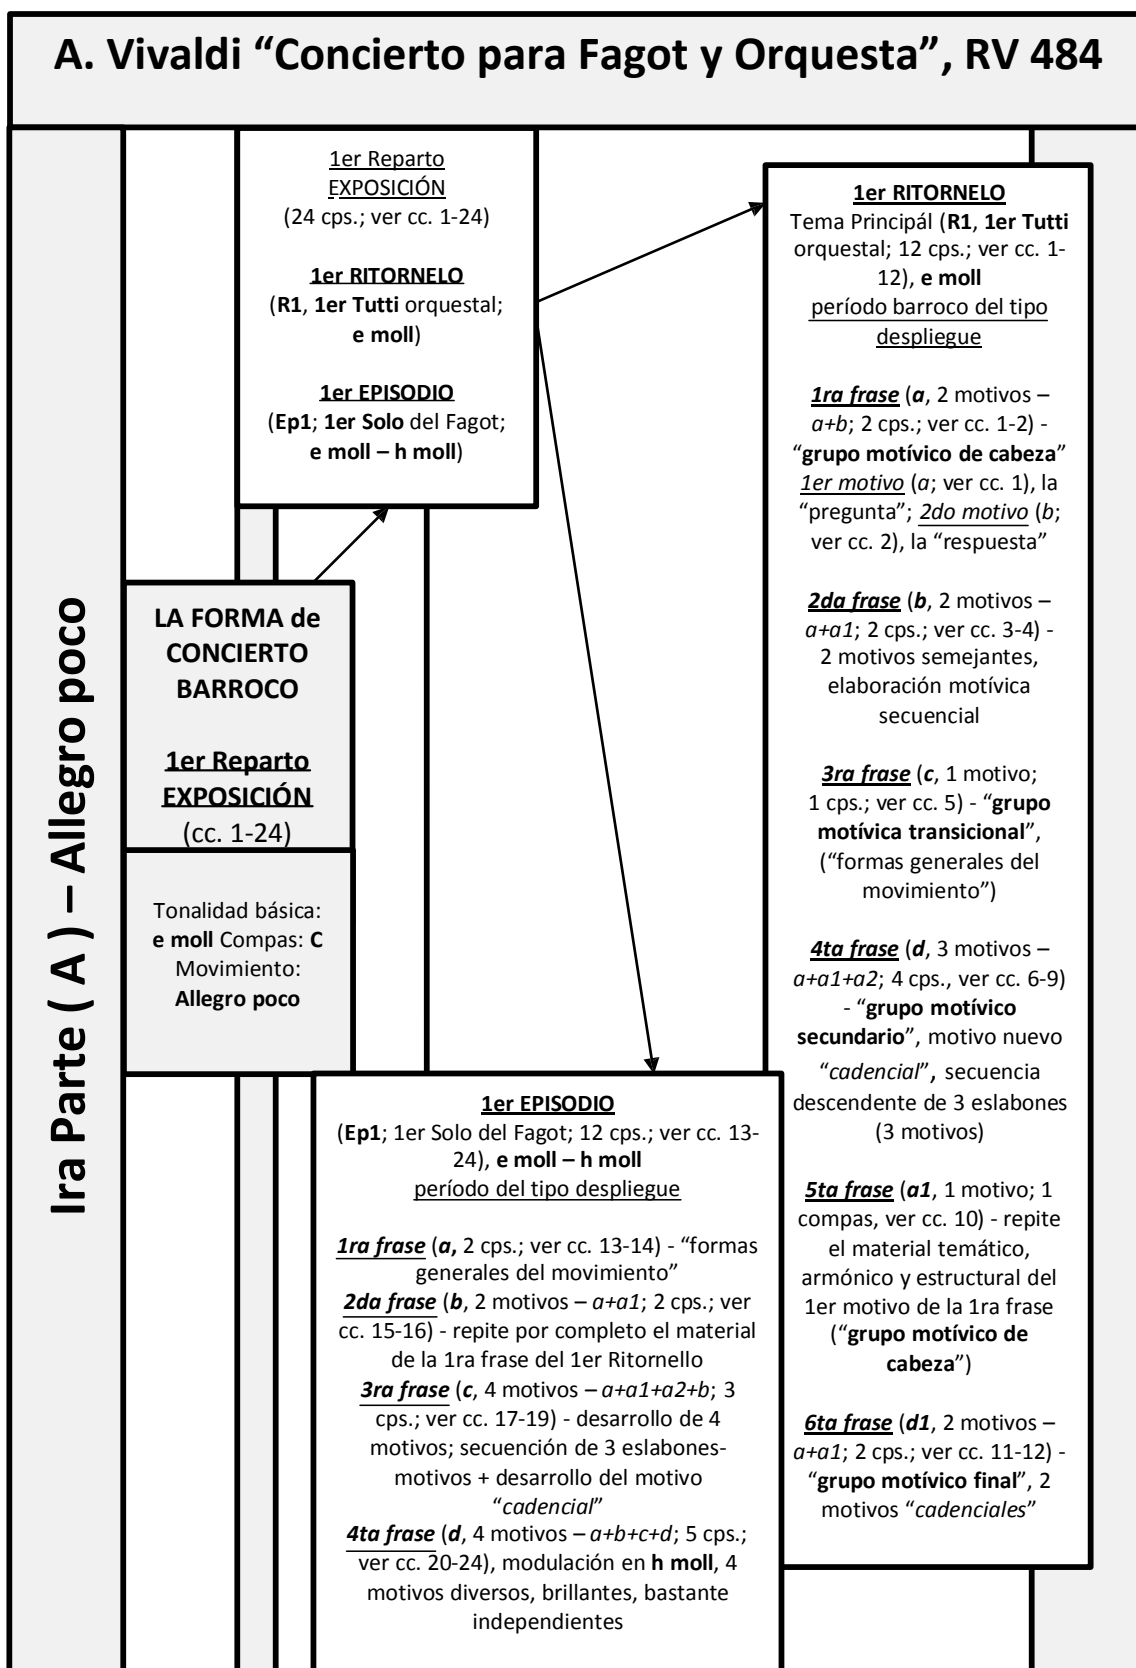 A. Vivaldi “Concierto para Fagot y Orquesta”, RV 484
Ira Parte ( A ) – Allegro poco
LA FORMA de
CONCIERTO
BARROCO
1er Reparto
EXPOSICIÓN
(cc. 1-24)
Tonalidad básica:
e moll Compas: C
Movimiento:
Allegro poco
1er Reparto
EXPOSICIÓN
(24 cps.; ver cc. 1-24)
1er RITORNELO
(R1, 1er Tutti orquestal;
e moll)
1er EPISODIO
(Ep1; 1er Solo del Fagot;
e moll – h moll)
1er RITORNELO
Tema Principál (R1, 1er Tutti
orquestal; 12 cps.; ver cc. 1-
12), e moll
período barroco del tipo
despliegue
1ra frase (a, 2 motivos –
a+b; 2 cps.; ver cc. 1-2) -
“grupo motívico de cabeza”
1er motivo (a; ver cc. 1), la
“pregunta”; 2do motivo (b;
ver cc. 2), la “respuesta”
2da frase (b, 2 motivos –
a+a1; 2 cps.; ver cc. 3-4) -
2 motivos semejantes,
elaboración motívica
secuencial
3ra frase (c, 1 motivo;
1 cps.; ver cc. 5) - “grupo
motívica transicional”,
(“formas generales del
movimiento”)
4ta frase (d, 3 motivos –
a+a1+a2; 4 cps., ver cc. 6-9)
- “grupo motívico
secundario”, motivo nuevo
“cadencial”, secuencia
descendente de 3 eslabones
(3 motivos)
5ta frase (a1, 1 motivo; 1
compas, ver cc. 10) - repite
el material temático,
armónico y estructural del
1er motivo de la 1ra frase
(“grupo motívico de
cabeza”)
6ta frase (d1, 2 motivos –
a+a1; 2 cps.; ver cc. 11-12) -
“grupo motívico final”, 2
motivos “cadenciales”
1er EPISODIO
(Ep1; 1er Solo del Fagot; 12 cps.; ver cc. 13-
24), e moll – h moll
período del tipo despliegue
1ra frase (a, 2 cps.; ver cc. 13-14) - “formas
generales del movimiento”
2da frase (b, 2 motivos – a+a1; 2 cps.; ver
cc. 15-16) - repite por completo el material
de la 1ra frase del 1er Ritornello
3ra frase (c, 4 motivos – a+a1+a2+b; 3
cps.; ver cc. 17-19) - desarrollo de 4
motivos; secuención de 3 eslabones-
motivos + desarrollo del motivo
“cadencial”
4ta frase (d, 4 motivos – a+b+c+d; 5 cps.;
ver cc. 20-24), modulación en h moll, 4
motivos diversos, brillantes, bastante
independientes